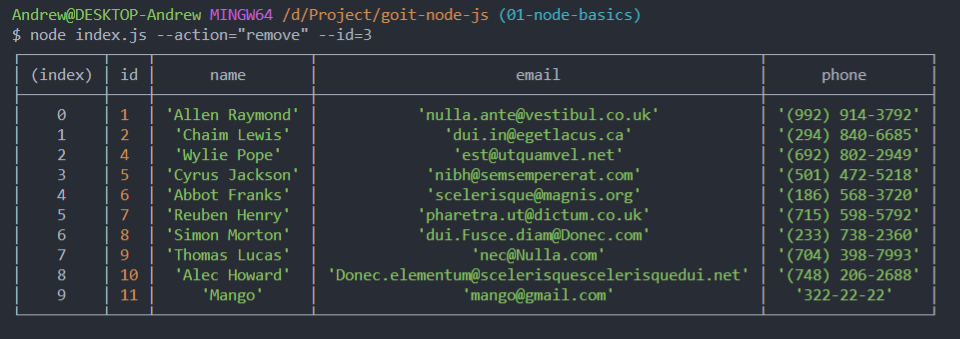 Andrew@DESKTOP-Andrew MINGW64 /d/Project/goit-node-js (01-node-basics)
$ node index.js --action="remove" --id=3
(index) id name email phone
0 1 'Allen Raymond' 'nulla.ante@vestibul.co.uk' '(992) 914-3792'
1 2 'Chaim Lewis' 'dui.in@egetlacus.ca' '(294) 840-6685'
2 4 'Wylie Pope' 'est@utquamvel.net' '(692) 802-2949'
3 5 'Cyrus Jackson' 'nibh@semsempererat.com' '(501) 472-5218'
4 6 'Abbot Franks' 'scelerisque@magnis.org' '(186) 568-3720'
5 7 'Reuben Henry' 'pharetra.ut@dictum.co.uk' '(715) 598-5792'
6 8 'Simon Morton' 'dui.Fusce.diam@Donec.com' '(233) 738-2360'
7 9 'Thomas Lucas' 'nec@Nulla.com' '(704) 398-7993'
8 10 'Alec Howard' 'Donec.elementum@scelerisquescelerisquedui.net' '(748) 206-2688'
9 11 'Mango' 'mango@gmail.com' '322-22-22'